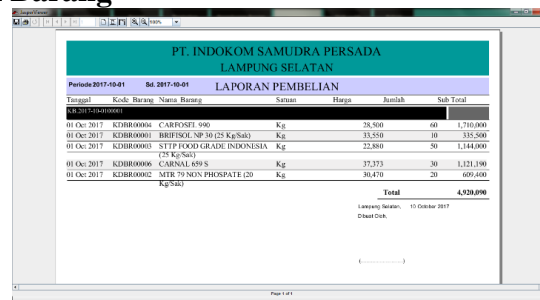 Barang
JasperViewer
PT. INDOKOM SAMUDRA PERSADA
LAMPUNG SELATAN
Periode 2017-10-01 Sd. 2017-10-01 LAPORAN PEMBELIAN
Tanggal Kode Barang Nama Barang Satuan Harga Jumlah Sub Total
KB.2017-10-0100001
01 Oct 2017 KDBR00004 CARFOSEL 990 Kg 28,500 60 1,710,000
01 Oct 2017 KDBR00001 BRIFISOL NP 30 (25 Kg/Sak) Kg 33,550 10 335,500
01 Oct 2017 KDBR00003 STTP FOOD GRADE INDONESIA Kg 22,880 50 1,144,000
(25 Kg/Sak)
01 Oct 2017 KDBR00006 CARNAL 659 S Kg 37,373 30 1,121,190
01 Oct 2017 KDBR00002 MTR 79 NON PHOSPATE (20 Kg 30,470 20 609,400
Kg/Sak)
Total 4,920,090
Lampung Selatan, 10 October 2017
Dibuat Oleh,
(....................)
Page 1 of 1